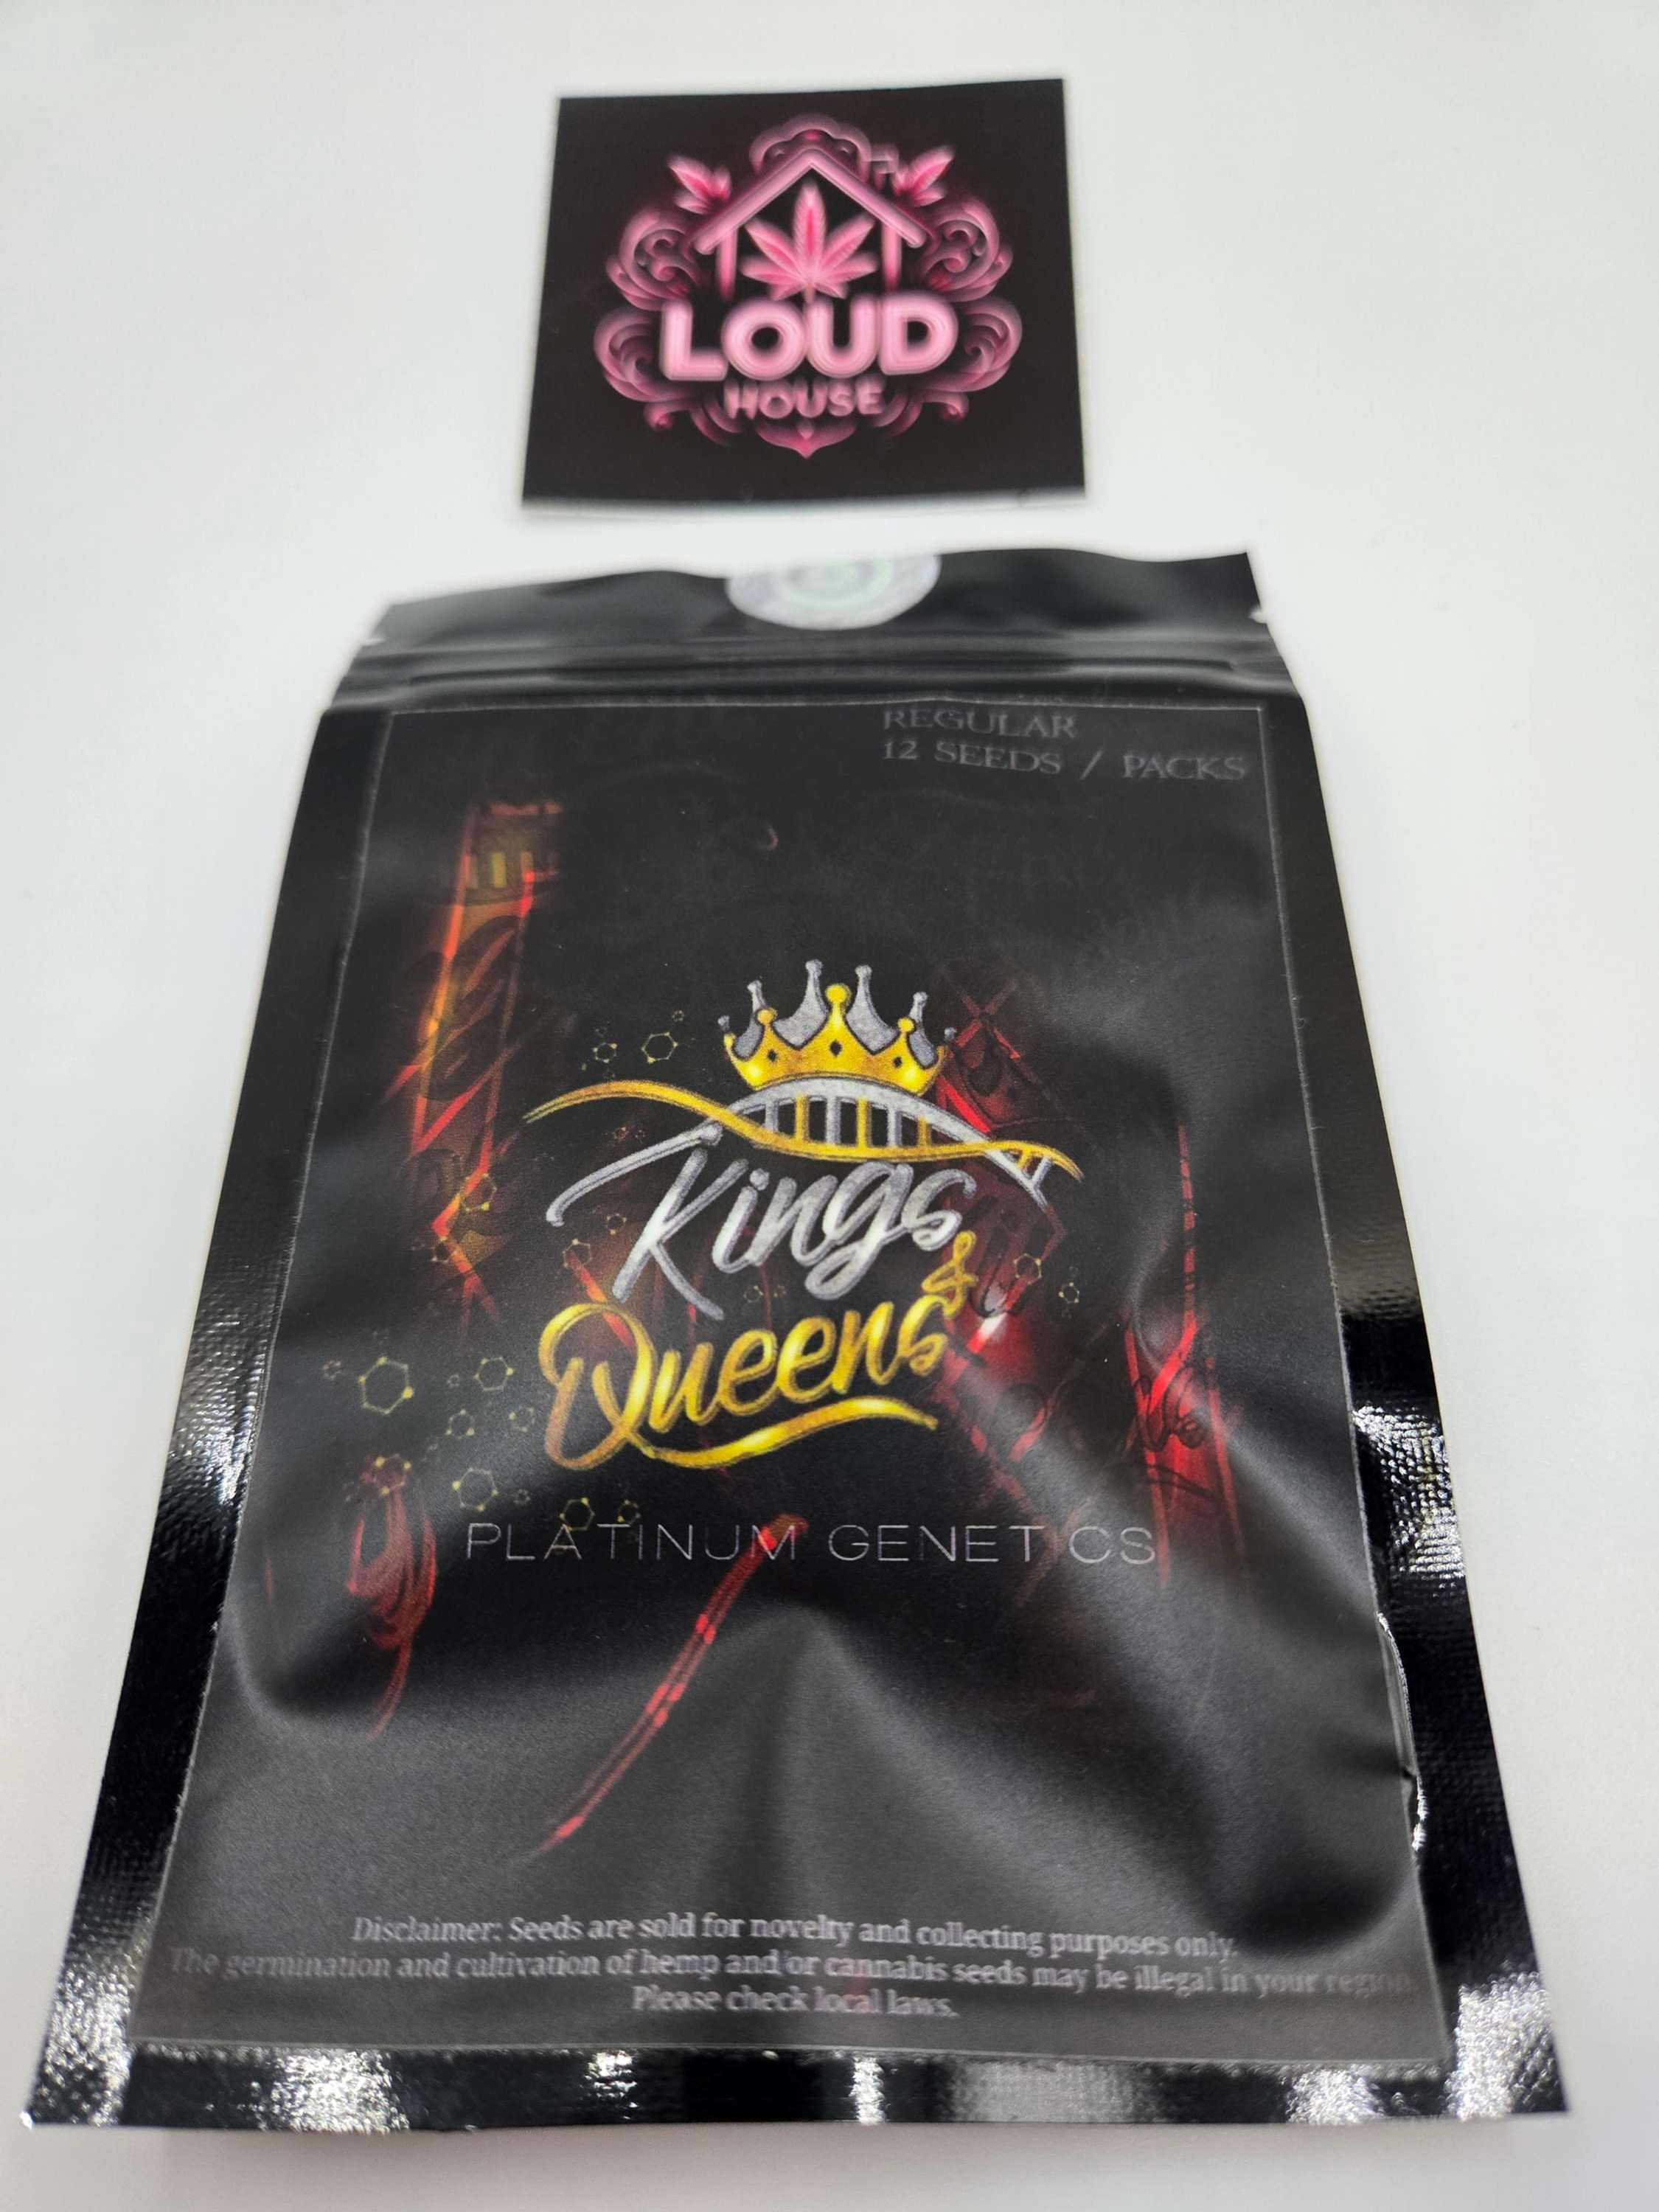 LOUD
HOUSE
REGULAR
12 SEEDS / PACKS
Kings
&
Queens
PLATINUM GENETICS
Disclaimer: Seeds are sold for novelty and collecting purposes only.
The germination and cultivation of hemp and/or cannabis seeds may be illegal in your region.
Please check local laws.